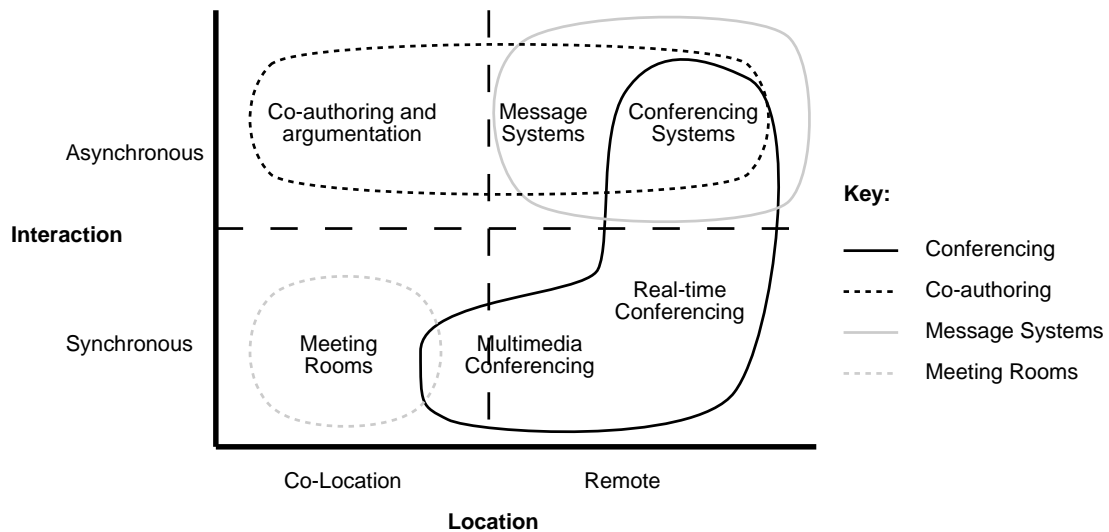 Co-authoring and
argumentation
Message
Systems
Conferencing
Systems
Asynchronous
Key:
Interaction
Conferencing
Co-authoring
Real-time
Conferencing
Message Systems
Synchronous
Meeting
Rooms
Multimedia
Conferencing
Meeting Rooms
Co-Location
Remote
Location